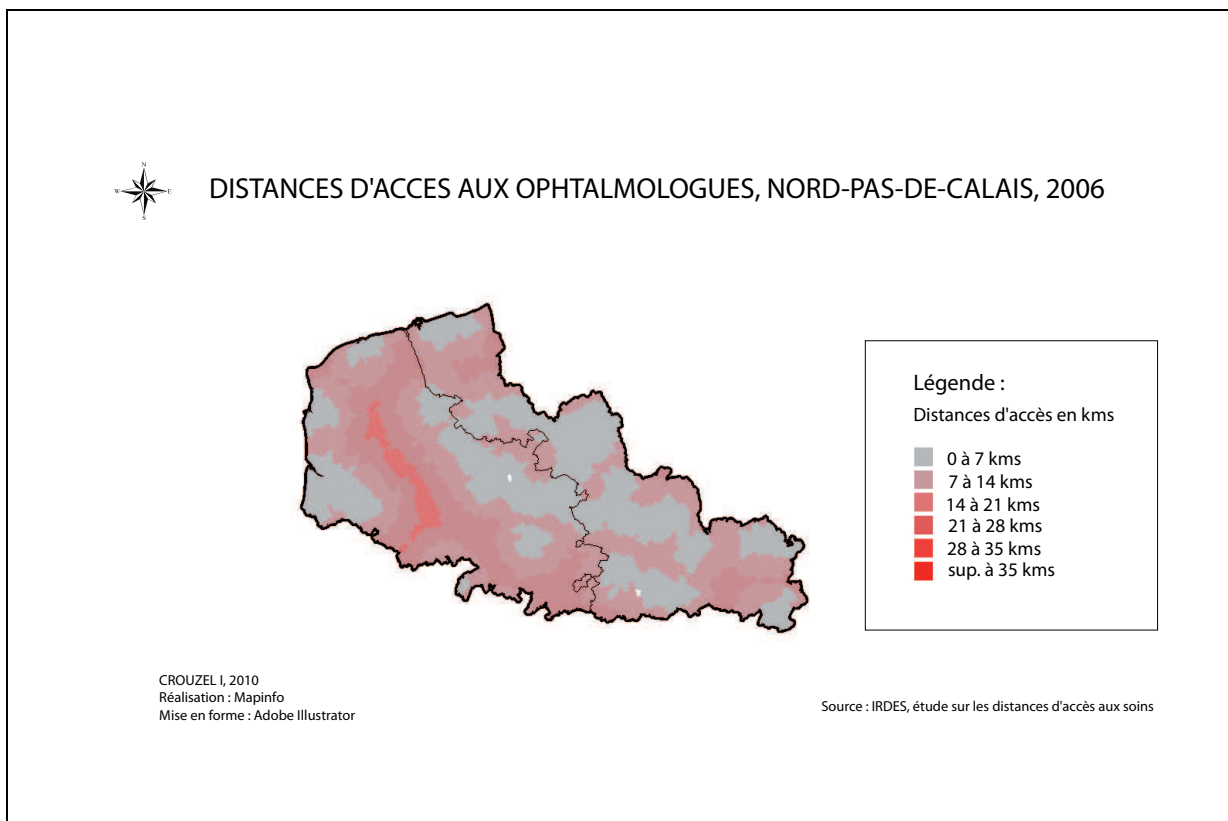 N
W E
S
DISTANCES D'ACCES AUX OPHTALMOLOGUES, NORD-PAS-DE-CALAIS, 2006
Légende :
Distances d'accès en kms
0 à 7 kms
7 à 14 kms
14 à 21 kms
21 à 28 kms
28 à 35 kms
sup. à 35 kms
CROUZEL I, 2010
Réalisation : Mapinfo
Mise en forme : Adobe Illustrator
Source : IRDES, étude sur les distances d'accès aux soins